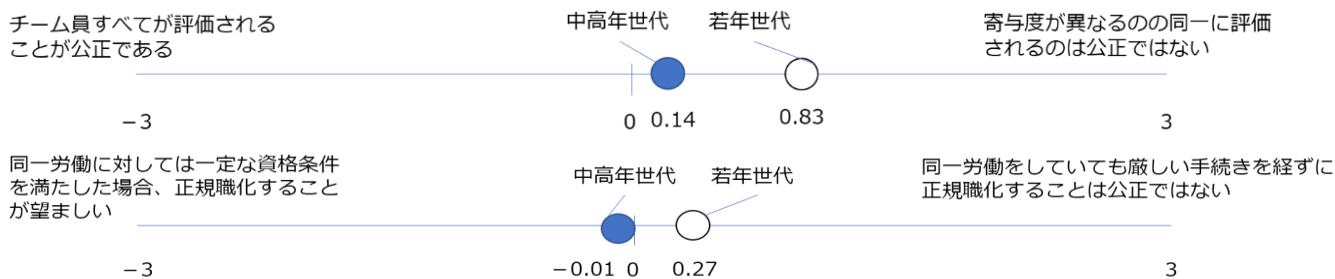 チーム員すべてが評価される
ことが公正である
中高年世代
若年世代
寄与度が異なるのの同一に評価
されるのは公正ではない
−3
0
0.14
0.83
3
同一労働に対しては一定な資格条件
を満たした場合、正規職化すること
が望ましい
中高年世代
若年世代
同一労働をしていても厳しい手続きを経ずに
正規職化することは公正ではない
−3
−0.01
0
0.27
3